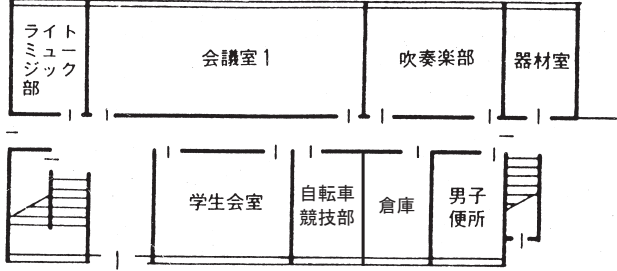 ライト
ミュー
ジック
部
会議室1
吹奏楽部
器材室
学生会室
自転車
競技部
倉庫
男子
便所